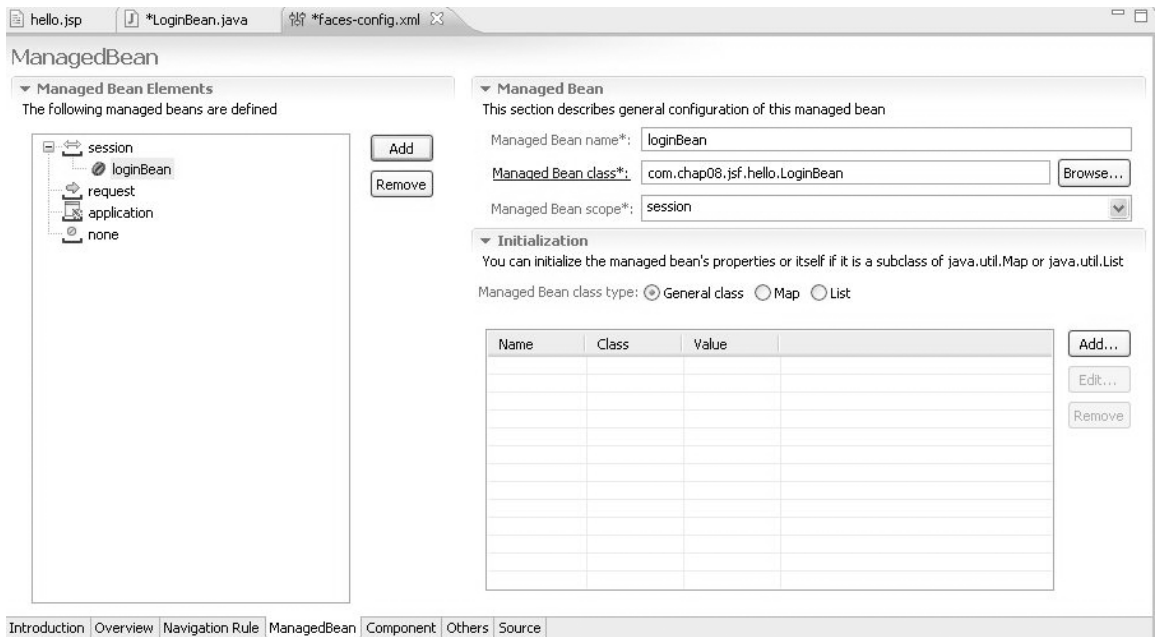 hello.jsp *LoginBean.java *faces-config.xml
ManagedBean
Managed Bean Elements
The following managed beans are defined
session
loginBean
request
application
none
Add
Remove
Managed Bean
This section describes general configuration of this managed bean
Managed Bean name*: loginBean
Managed Bean class*: com.chap08.jsf.hello.LoginBean Browse...
Managed Bean scope*: session
Initialization
You can initialize the managed bean's properties or itself if it is a subclass of java.util.Map or java.util.List
Managed Bean class type: General class Map List
Name Class Value
Add...
Edit...
Remove
Introduction Overview Navigation Rule ManagedBean Component Others Source